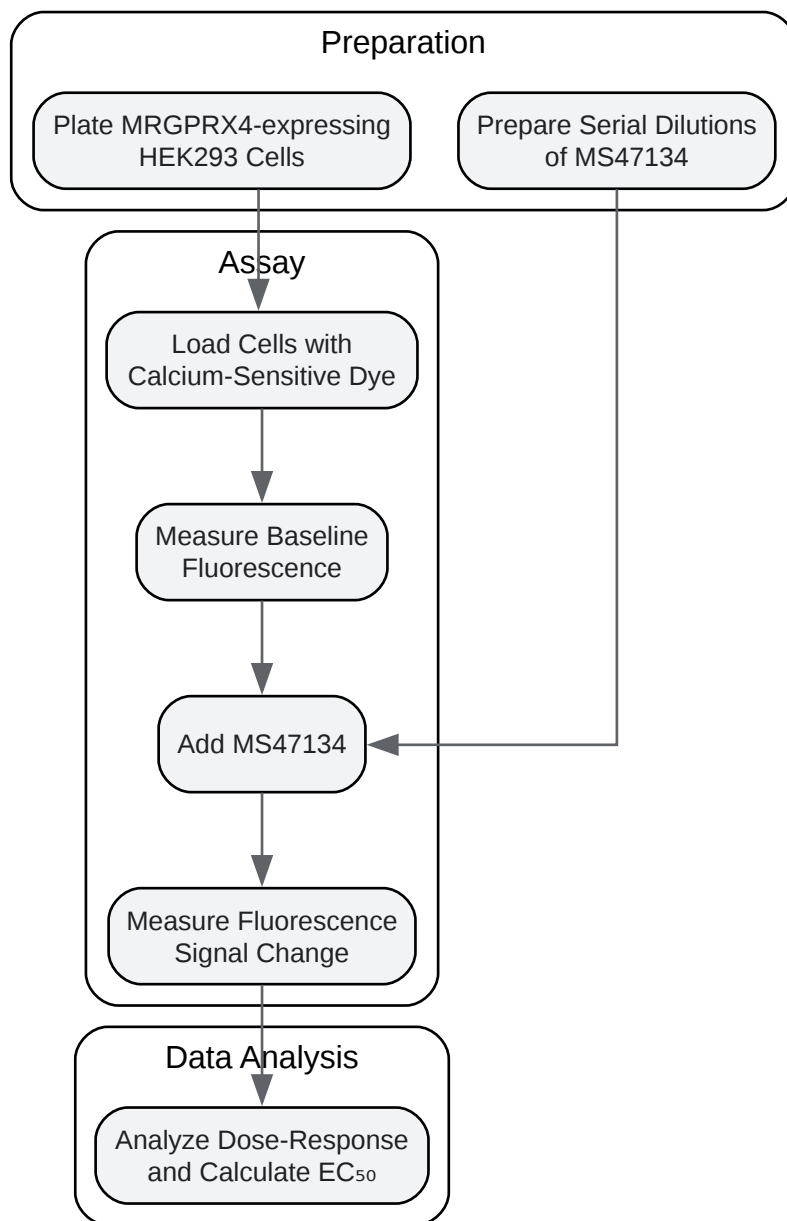 Preparation
Plate MRGPRX4-expressing
HEK293 Cells
Prepare Serial Dilutions
of MS47134
Assay
Load Cells with
Calcium-Sensitive Dye
Measure Baseline
Fluorescence
Add MS47134
Measure Fluorescence
Signal Change
Data Analysis
Analyze Dose-Response
and Calculate EC₅₀